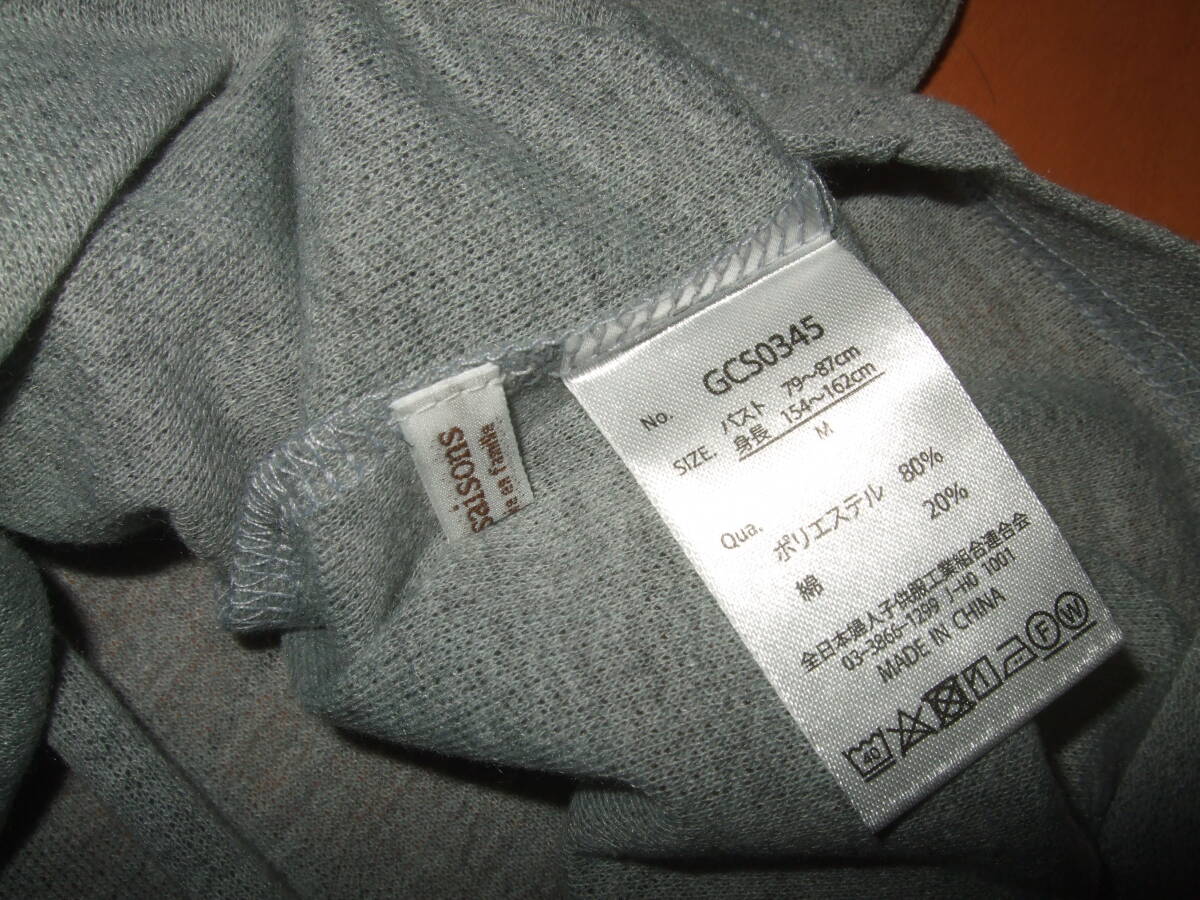 saisons
No. GCS0345
SIZE. バスト 79〜87cm
身長 154〜162cm
M
Qua. ポリエステル 80%
綿 20%
全日本婦人子供服工業組合連合会
03-3866-1299 I-HO 1001
MADE IN CHINA
40 F W